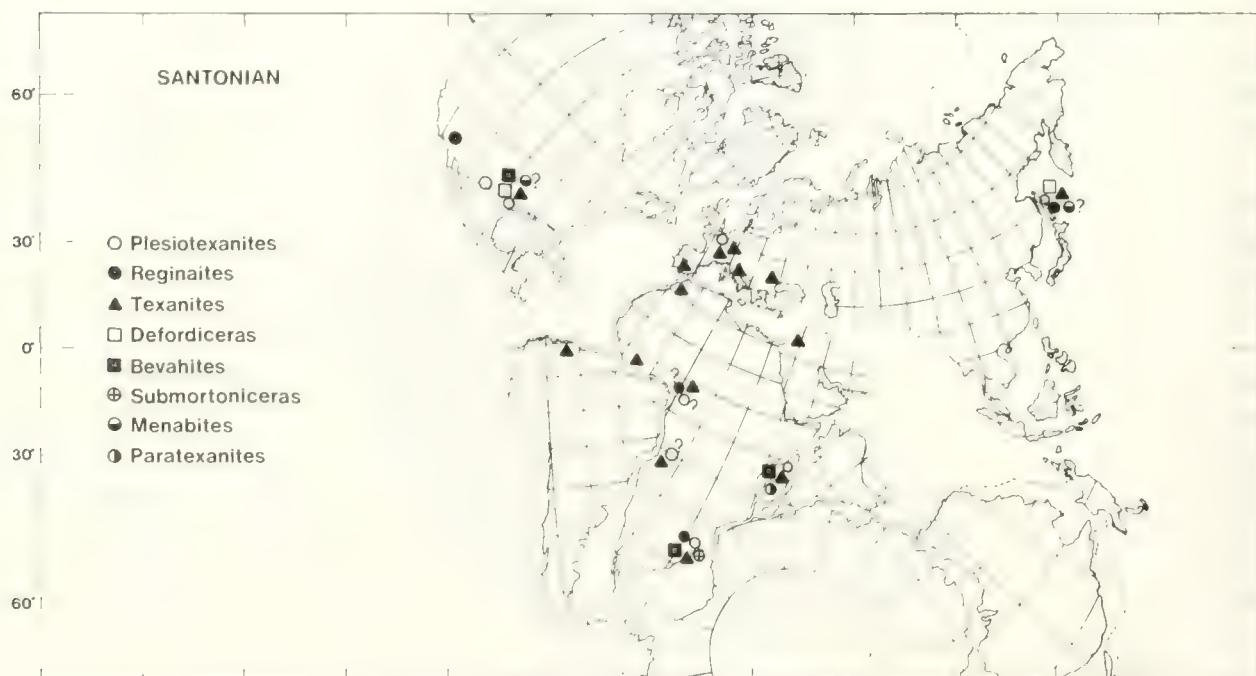 SANTONIAN
60°
30°
0°
30°
60°
Plesiotexanites
Reginaites
Texanites
Defordiceras
Bevahites
Submortoniceras
Menabites
Paratexanites
?
?
?
?
?